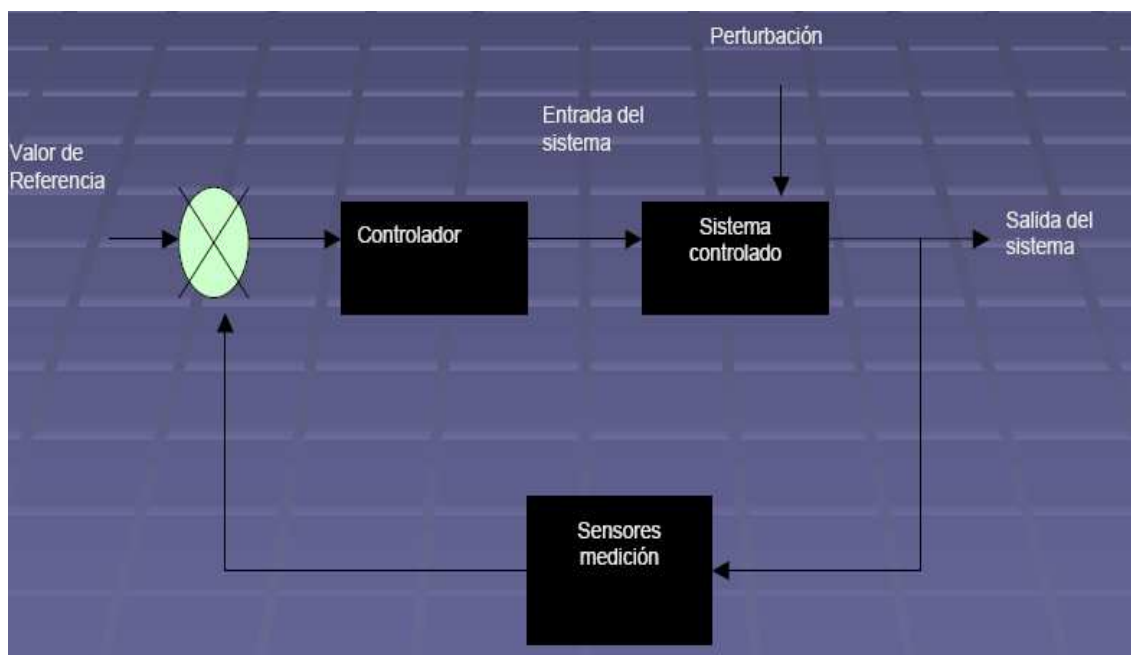 Perturbación
Entrada del
sistema
Valor de
Referencia
Controlador
Sistema
controlado
Salida del
sistema
Sensores
medición